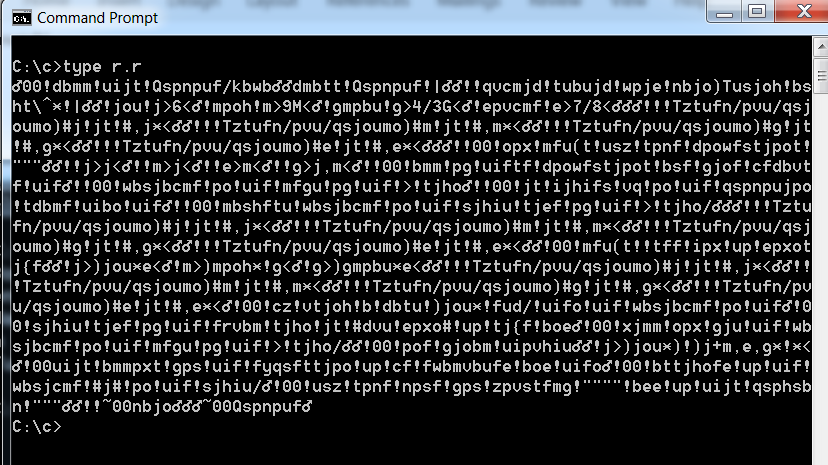 Command Prompt
C:\c>type r.r
♂00!dbmm!uijt!Qspnpuf/kbwb♂♂dmbtt!Qspnpuf!|♂♂!!qvcmjd!tubujd!wpje!nbjo)Tusjoh!bs
ht\^*!|♂♂!jou!j>6<♂!mpoh!m>9M<♂!gmpbu!g>4/3G<♂!epvcmf!e>7/8<♂♂♂!!!Tztufn/pvu/qsj
oumo)#j!jt!#,j*<♂♂!!!Tztufn/pvu/qsjoumo)#m!jt!#,m*<♂♂!!!Tztufn/pvu/qsjoumo)#g!jt
!#,g*<♂♂!!!Tztufn/pvu/qsjoumo)#e!jt!#,e*<♂♂♂!00!opx!mfu(t!usz!tpnf!dpowfstjpot!
"""♂♂!!j>j<♂!!m>j<♂!!e>m<♂!!g>j,m<♂!00!bmm!pg!uiftf!dpowfstjpot!bsf!gjof!cfdbvt
f!uif♂!!00!wbsjbcmf!po!uif!mfgu!pg!uif!>!tjho♂!!00!jt!ijhifs!vq!po!uif!qspnpujpo
!tdbmf!uibo!uif♂!!00!mbshftu!wbsjbcmf!po!uif!sjhiu!tjef!pg!uif!>!tjho/♂♂♂!!!Tztu
fn/pvu/qsjoumo)#j!jt!#,j*<♂♂!!!Tztufn/pvu/qsjoumo)#m!jt!#,m*<♂♂!!!Tztufn/pvu/qsj
oumo)#g!jt!#,g*<♂♂!!!Tztufn/pvu/qsjoumo)#e!jt!#,e*<♂♂!00!mfu(t!!tff!ipx!up!epxot
j{f♂♂!j>)jou*e<♂!m>)mpoh*!g<♂!g>)gmpbu*e<♂♂!!!Tztufn/pvu/qsjoumo)#j!jt!#,j*<♂♂!!
!Tztufn/pvu/qsjoumo)#m!jt!#,m*<♂♂!!!Tztufn/pvu/qsjoumo)#g!jt!#,g*<♂♂!!!Tztufn/pv
u/qsjoumo)#e!jt!#,e*<♂!00!cz!vtjoh!b!dbtu!)jou*!fud/!uifo!uif!wbsjbcmf!po!uif♂!0
0!sjhiu!tjef!pg!uif!frvbm!tjho!jt!#dvu!epxo#!up!tj{f!boe♂!00!xjmm!opx!gju!uif!wb
sjbcmf!po!uif!mfgu!pg!uif!>!tjho/♂♂!00!pof!gjobm!uipvhiu♂♂!j>)jou*)!)j+m,e,g*!*<
♂!00uijt!bmmpxt!gps!uif!fyqsfttjpo!up!cf!fwbmvbufe!boe!uifo♂!00!bttjhofe!up!uif!
wbsjcmf!#j#!po!uif!sjhiu/♂!00!usz!tpnf!npsf!gps!zpvstfmg!""""!bee!up!uijt!qsphsb
n!"""♂♂!!~00nbjo♂♂♂~00Qspnpuf♂
C:\c>